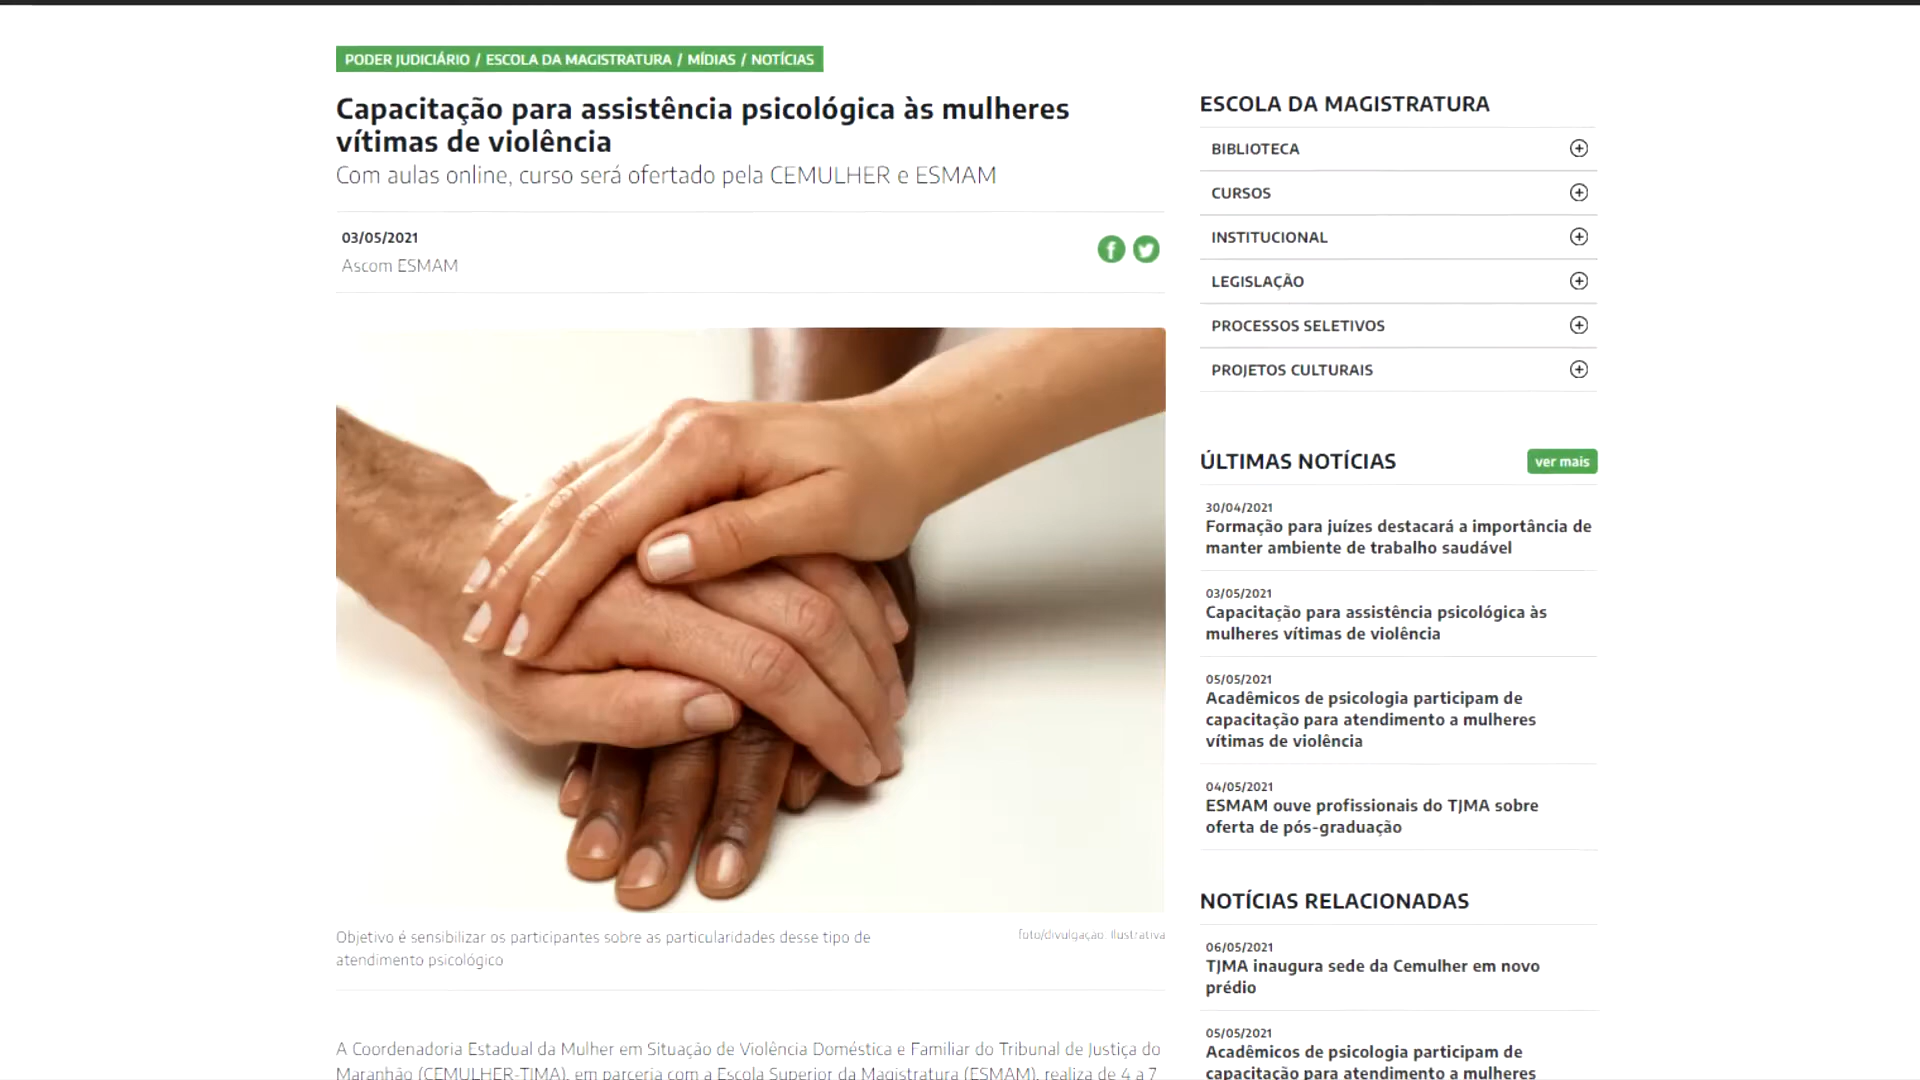 PODER JUDICIÁRIO / ESCOLA DA MAGISTRATURA / MÍDIAS / NOTÍCIAS
Capacitação para assistência psicológica às mulheres
vítimas de violência
Com aulas online, curso será ofertado pela CEMULHER e ESMAM
03/05/2021
Ascom ESMAM
Objetivo é sensibilizar os participantes sobre as particularidades desse tipo de
atendimento psicológico
foto/divulgação: Ilustrativa
A Coordenadoria Estadual da Mulher em Situação de Violência Doméstica e Familiar do Tribunal de Justiça do
Maranhão (CEMULHER-TJMA), em parceria com a Escola Superior da Magistratura (ESMAM), realiza de 4 a 7
ESCOLA DA MAGISTRATURA
BIBLIOTECA
CURSOS
INSTITUCIONAL
LEGISLAÇÃO
PROCESSOS SELETIVOS
PROJETOS CULTURAIS
ÚLTIMAS NOTÍCIAS
ver mais
30/04/2021
Formação para juízes destacará a importância de
manter ambiente de trabalho saudável
03/05/2021
Capacitação para assistência psicológica às
mulheres vítimas de violência
05/05/2021
Acadêmicos de psicologia participam de
capacitação para atendimento a mulheres
vítimas de violência
04/05/2021
ESMAM ouve profissionais do TJMA sobre
oferta de pós-graduação
NOTÍCIAS RELACIONADAS
06/05/2021
TJMA inaugura sede da Cemulher em novo
prédio
05/05/2021
Acadêmicos de psicologia participam de
capacitação para atendimento a mulheres